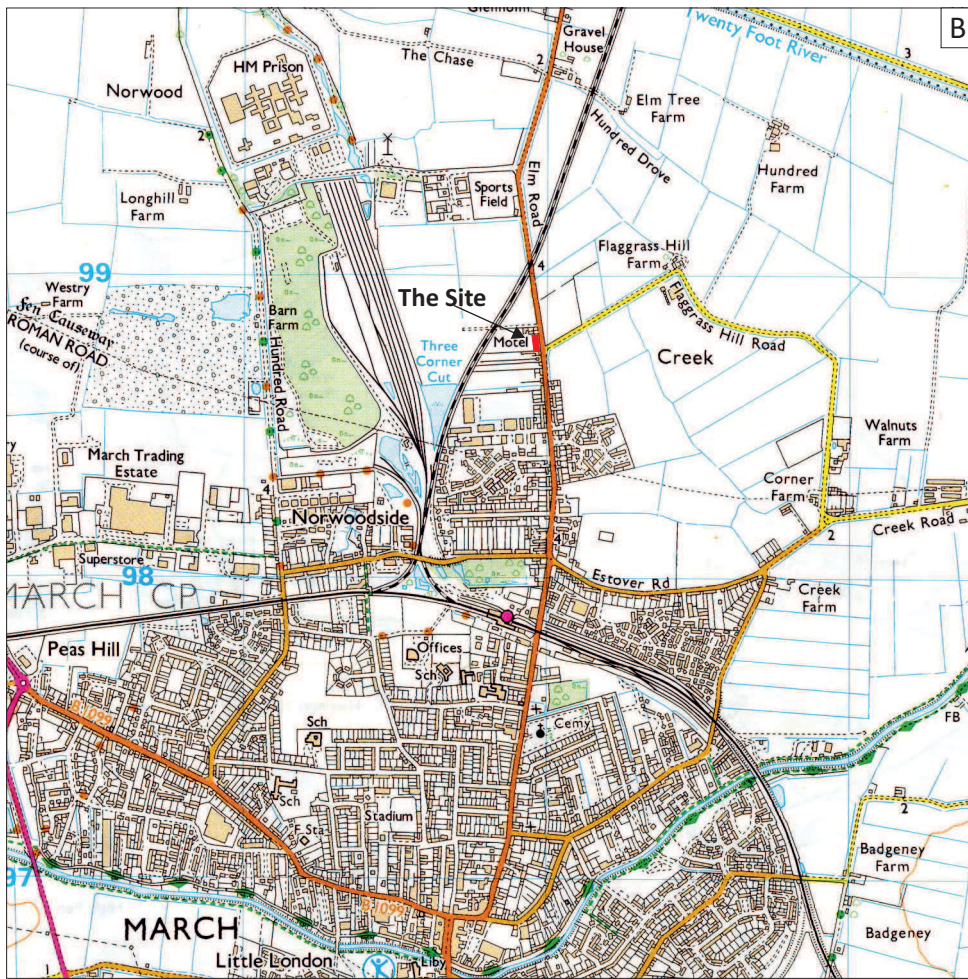 Glenholm
B
Gravel
House
2
Twenty Foot River
3
The Chase
HM Prison
Norwood
Elm Tree
Farm
2
Hundred Drove
Hundred
Farm
Elm Road
Sports
Field
Longhill
Farm
Flaggrass Hill
Farm
4
99
Westry
Farm
The Site
Fen Causeway
ROMAN ROAD
(course of)
Barn
Farm
Motel
Flaggrass Hill Road
Three
Corner
Cut
Creek
Hundred Road
Walnuts
Farm
March Trading
Estate
Corner
Farm
4
Norwoodside
2
Creek Road
Superstore
98
Estover Rd
MARCH CP
Creek
Farm
Peas Hill
Offices
Sch
B1099
Sch
Cemy
FB
Sch
Stadium
2
F Sta
Badgeney
Farm
97
B1099
MARCH
Badgeney
Little London
Liby